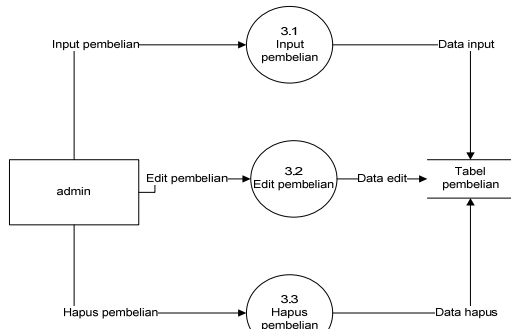 3.1
Input pembelian
Input
pembelian
Data input
3.2
Edit pembelian
Edit pembelian
Data edit
Tabel
pembelian
admin
3.3
Hapus pembelian
Hapus
pembelian
Data hapus